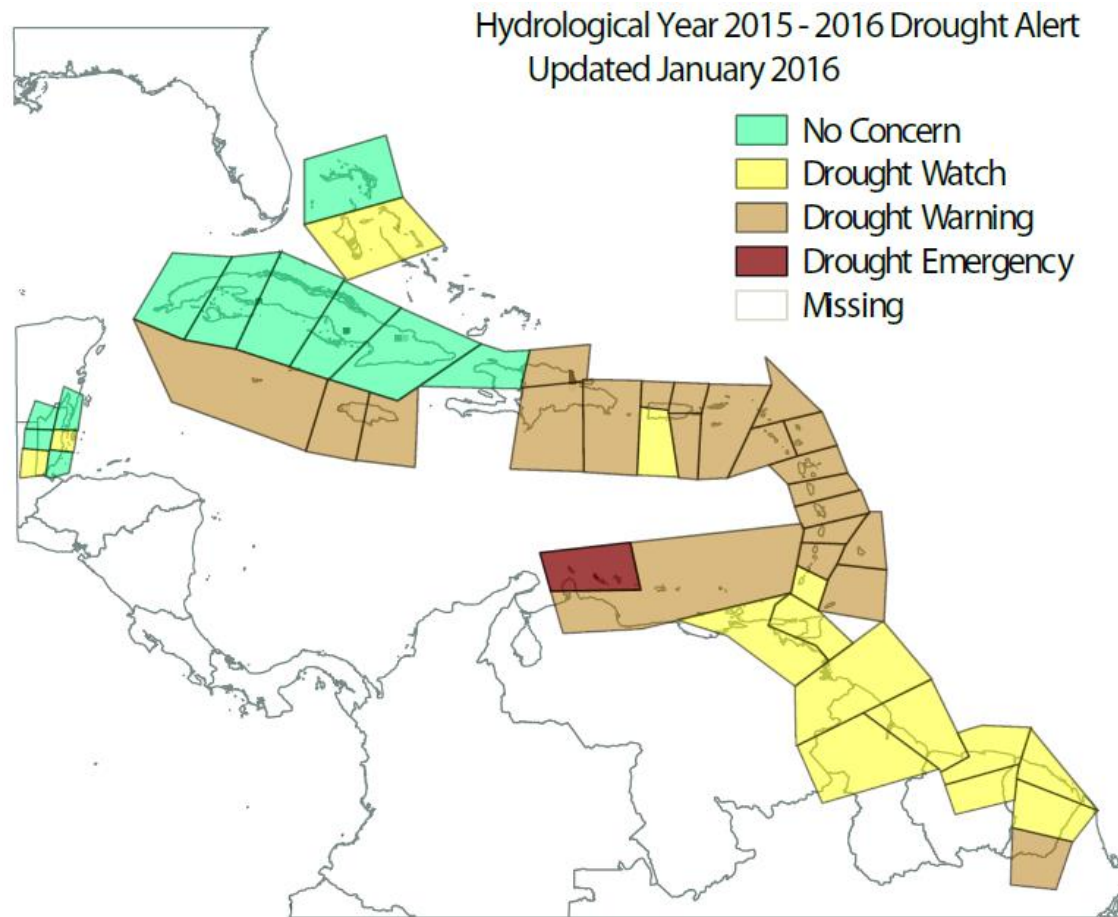 Hydrological Year 2015 - 2016 Drought Alert
Updated January 2016
No Concern
Drought Watch
Drought Warning
Drought Emergency
Missing